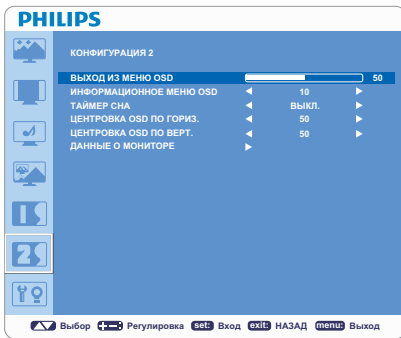 PHILIPS
КОНФИГУРАЦИЯ 2
ВЫХОД ИЗ МЕНЮ OSD 50
ИНФОРМАЦИОННОЕ МЕНЮ OSD 10
ТАЙМЕР СНА ВЫКЛ.
ЦЕНТРОВКА OSD ПО ГОРИЗ. 50
ЦЕНТРОВКА OSD ПО ВЕРТ. 50
ДАННЫЕ О МОНИТОРЕ
Выбор Регулировка set: Вход exit: НАЗАД menu: Выход